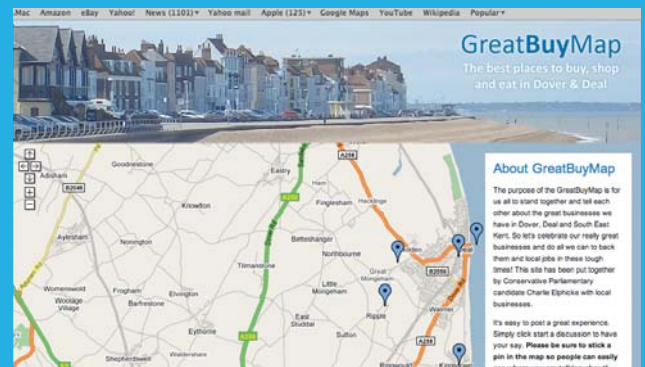 Mac Amazon eBay Yahoo! News (1101)▾ Yahoo mail Apple (125)▾ Google Maps YouTube Wikipedia Popular▾
GreatBuyMap
The best places to buy, shop
and eat in Dover & Deal
A256
Goodnestone
Eastry
Adisham
B2046
Ham
Knowlton
Finglesham
Hacklinge
A256
Aylesham
Nonington
Betteshanger
Northbourne
Deal
Tilmanstone
Great
Mongeham
B2056
Womenswold
Frogham
Elvington
Little
Mongeham
Woolage
Village
Barfrestone
Ripple
Walmer
East
Studdal
Sutton
Eythorne
A258
A256
Shepherdswell
Waldershare
Ringwould
About GreatBuyMap
The purpose of the GreatBuyMap is for
us all to stand together and tell each
other about the great businesses we
have in Dover, Deal and South East
Kent. So let's celebrate our really great
businesses and do all we can to back
them and local jobs in these tough
times! This site has been put together
by Conservative Parliamentary
candidate Charlie Elphicke with local
businesses.
It's easy to post a great experience.
Simply click start a discussion to have
your say. Please be sure to stick a
pin in the map so people can easily